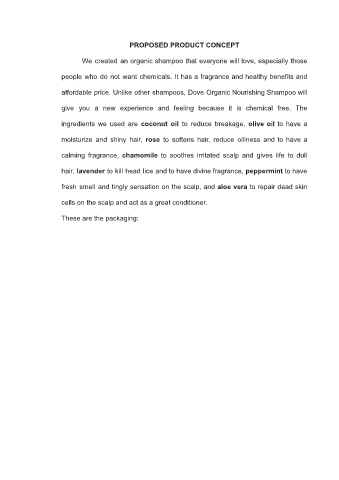 PROPOSED PRODUCT CONCEPT
We created an organic shampoo that everyone will love, especially those
people who do not want chemicals. It has a fragrance and healthy benefits and
affordable price. Unlike other shampoos, Dove Organic Nourishing Shampoo will
give you a new experience and feeling because it is chemical free. The
ingredients we used are coconut oil to reduce breakage, olive oil to have a
moisturize and shiny hair, rose to softens hair, reduce oiliness and to have a
calming fragrance, chamomile to soothes irritated scalp and gives life to dull
hair, lavender to kill head lice and to have divine fragrance, peppermint to have
fresh smell and tingly sensation on the scalp, and aloe vera to repair dead skin
cells on the scalp and act as a great conditioner.
These are the packaging: